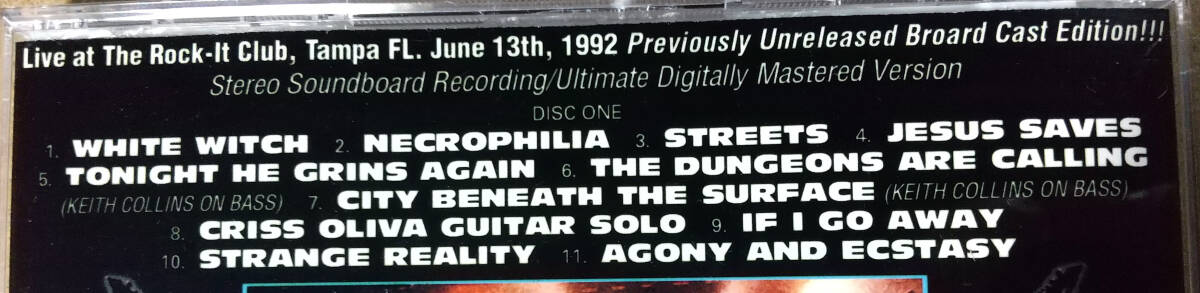 Live at The Rock-It Club, Tampa FL. June 13th, 1992 Previously Unreleased Broard Cast Edition!!!
Stereo Soundboard Recording/Ultimate Digitally Mastered Version
DISC ONE
1. WHITE WITCH 2. NECROPHILIA 3. STREETS 4. JESUS SAVES
5. TONIGHT HE GRINS AGAIN 6. THE DUNGEONS ARE CALLING
(KEITH COLLINS ON BASS) 7. CITY BENEATH THE SURFACE (KEITH COLLINS ON BASS)
8. CRISS OLIVA GUITAR SOLO 9. IF I GO AWAY
10. STRANGE REALITY 11. AGONY AND ECSTASY